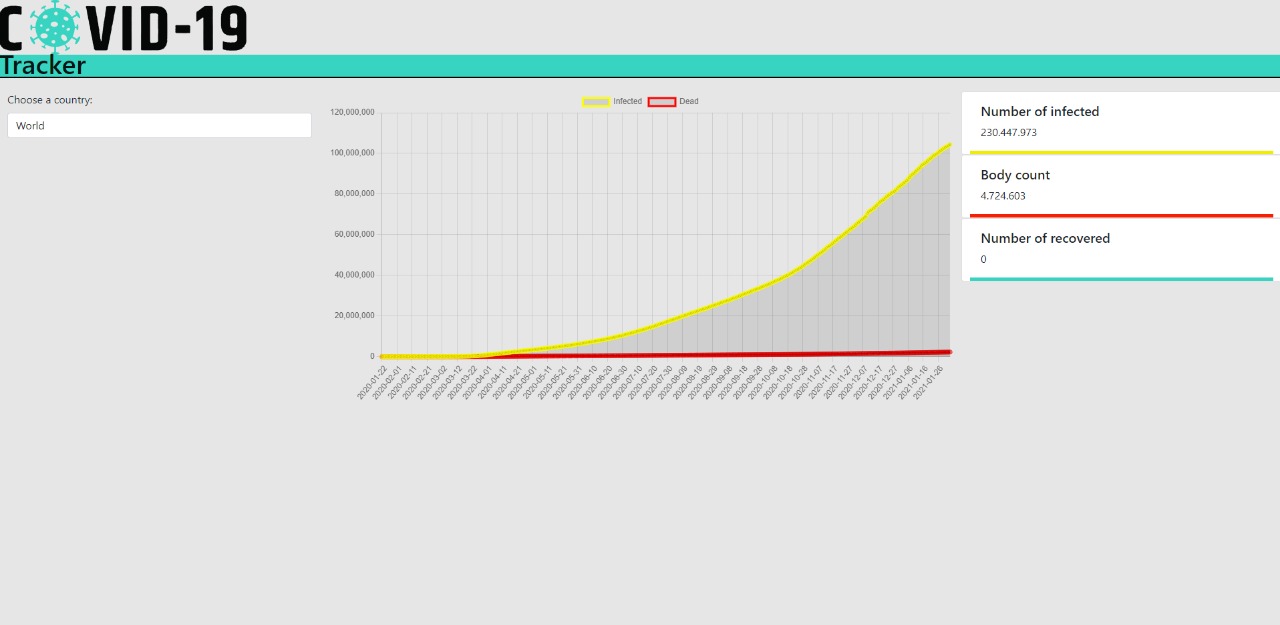 COVID-19
Tracker
Choose a country:
World
Infected Dead
120,000,000
100,000,000
80,000,000
60,000,000
40,000,000
20,000,000
0
2020-01-22 2020-02-01 2020-02-11 2020-02-21 2020-03-02 2020-03-12 2020-03-22 2020-04-01 2020-04-11 2020-04-21 2020-05-01 2020-05-11 2020-05-21 2020-05-31 2020-06-10 2020-06-20 2020-06-30 2020-07-10 2020-07-20 2020-07-30 2020-08-09 2020-08-19 2020-08-29 2020-09-08 2020-09-18 2020-09-28 2020-10-08 2020-10-18 2020-10-28 2020-11-07 2020-11-17 2020-11-27 2020-12-07 2020-12-17 2020-12-27 2021-01-06 2021-01-16 2021-01-26
Number of infected
230.447.973
Body count
4.724.603
Number of recovered
0